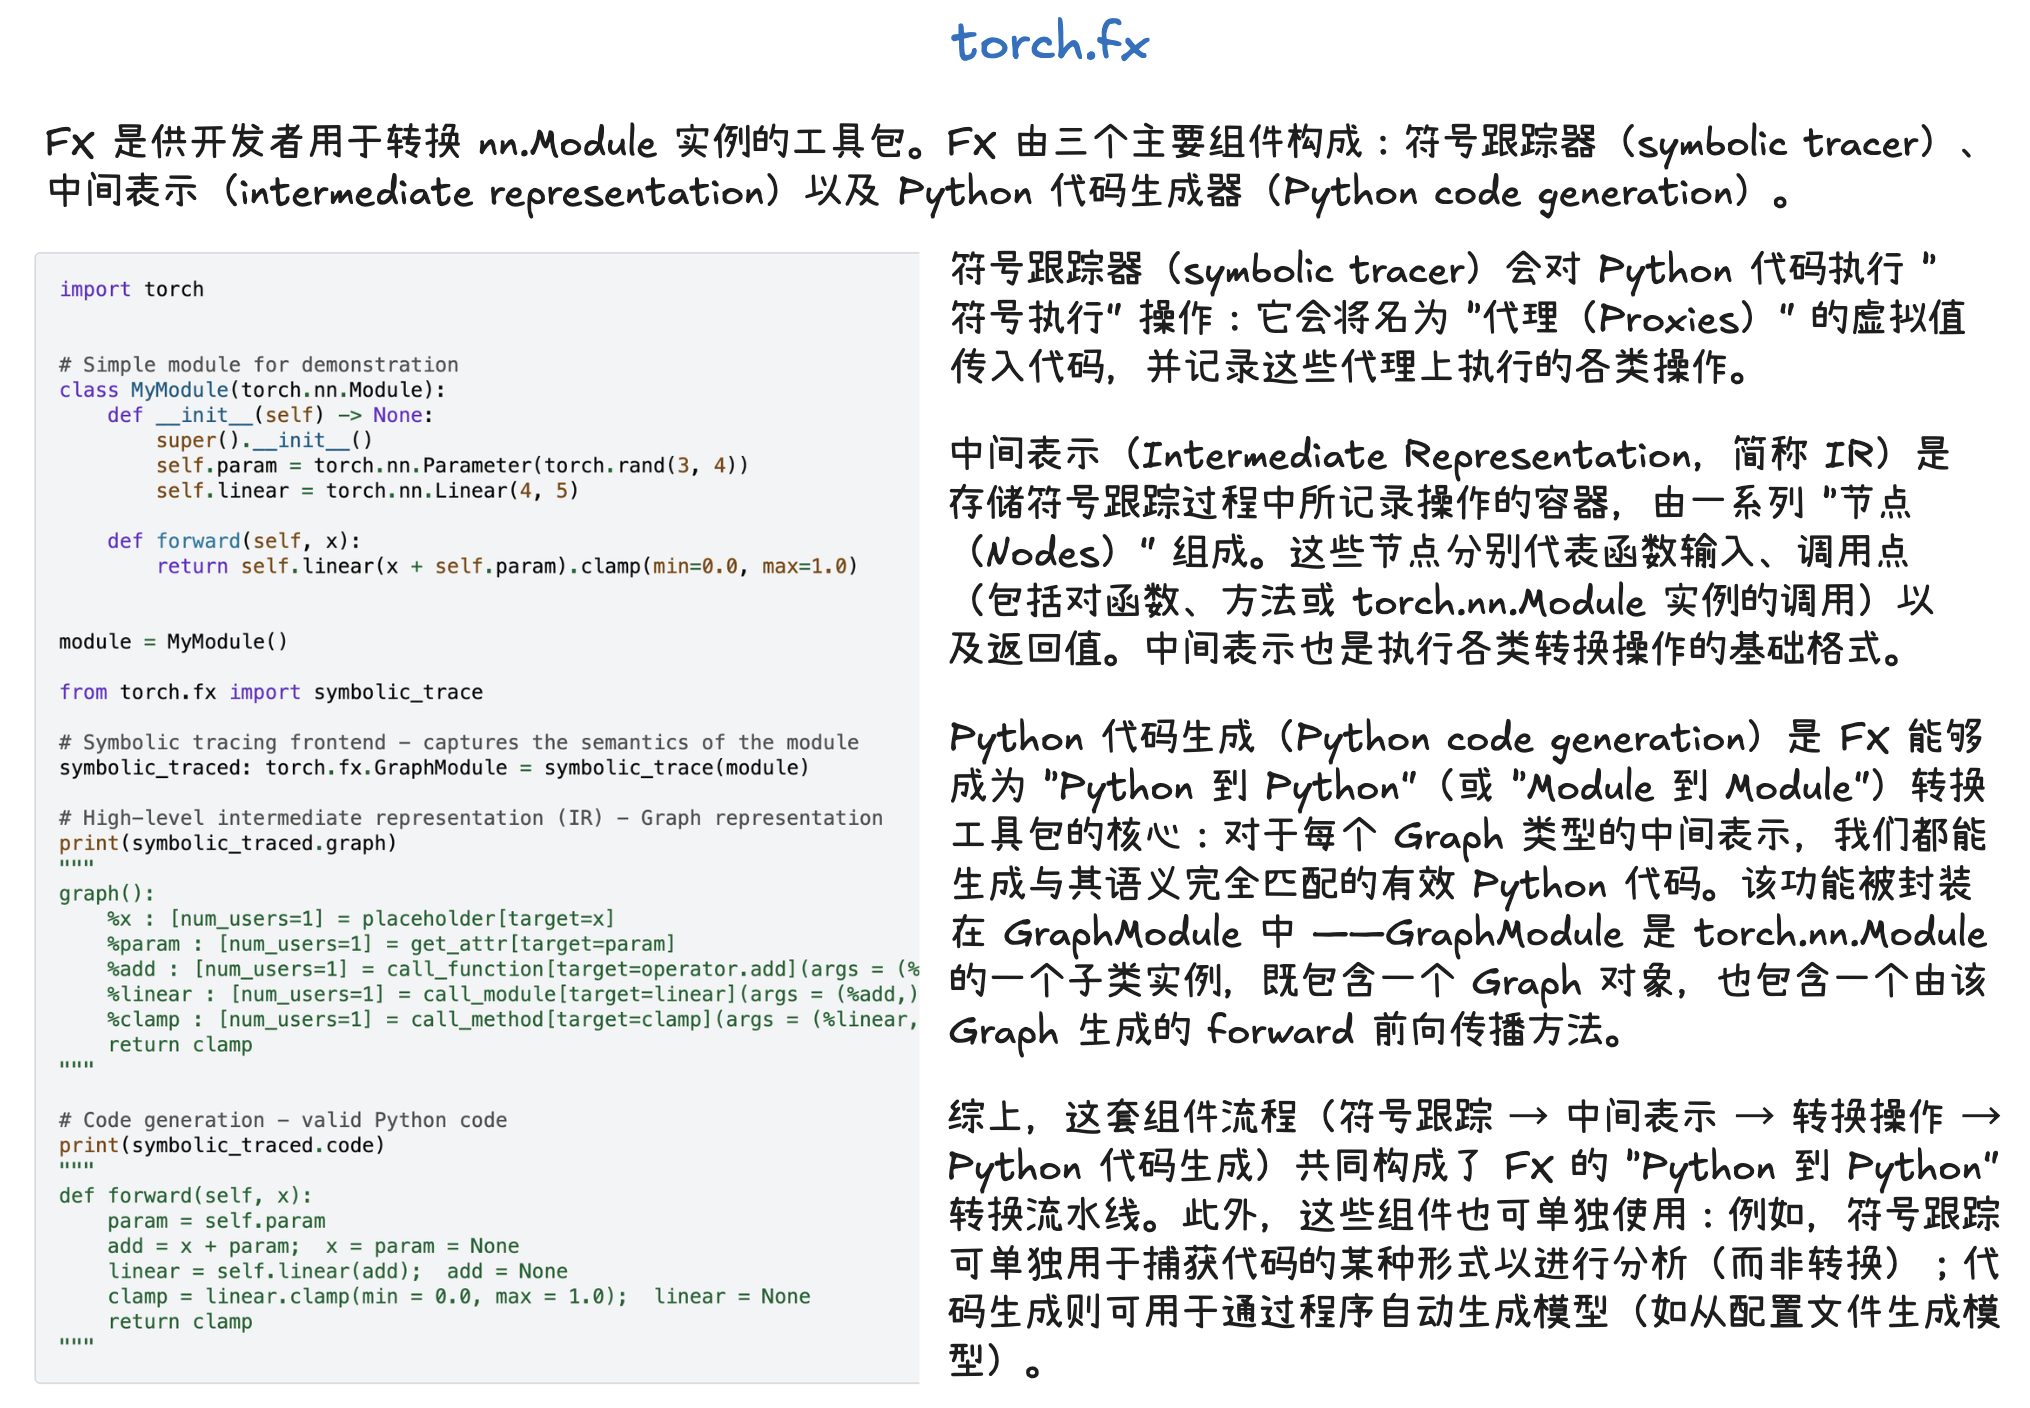 torch.fx
FX 是供开发者用于转换 nn.Module 实例的工具包。FX 由三个主要组件构成：符号跟踪器（symbolic tracer）、
中间表示（intermediate representation）以及 Python 代码生成器（Python code generation）。
import torch
# Simple module for demonstration
class MyModule(torch.nn.Module):
    def __init__(self) -> None:
        super().__init__()
        self.param = torch.nn.Parameter(torch.rand(3, 4))
        self.linear = torch.nn.Linear(4, 5)
    def forward(self, x):
        return self.linear(x + self.param).clamp(min=0.0, max=1.0)
module = MyModule()
from torch.fx import symbolic_trace
# Symbolic tracing frontend – captures the semantics of the module
symbolic_traced: torch.fx.GraphModule = symbolic_trace(module)
# High-level intermediate representation (IR) – Graph representation
print(symbolic_traced.graph)
"""
graph():
    %x : [num_users=1] = placeholder[target=x]
    %param : [num_users=1] = get_attr[target=param]
    %add : [num_users=1] = call_function[target=operator.add](args = (%
    %linear : [num_users=1] = call_module[target=linear](args = (%add,)
    %clamp : [num_users=1] = call_method[target=clamp](args = (%linear,
    return clamp
"""
# Code generation – valid Python code
print(symbolic_traced.code)
"""
def forward(self, x):
    param = self.param
    add = x + param;  x = param = None
    linear = self.linear(add);  add = None
    clamp = linear.clamp(min = 0.0, max = 1.0);  linear = None
    return clamp
"""
符号跟踪器（symbolic tracer）会对 Python 代码执行 "
符号执行" 操作：它会将名为 "代理（Proxies）" 的虚拟值
传入代码，并记录这些代理上执行的各类操作。
中间表示（Intermediate Representation，简称 IR）是
存储符号跟踪过程中所记录操作的容器，由一系列 "节点
（Nodes）" 组成。这些节点分别代表函数输入、调用点
（包括对函数、方法或 torch.nn.Module 实例的调用）以
及返回值。中间表示也是执行各类转换操作的基础格式。
Python 代码生成（Python code generation）是 FX 能够
成为 "Python 到 Python"（或 "Module 到 Module"）转换
工具包的核心：对于每个 Graph 类型的中间表示，我们都能
生成与其语义完全匹配的有效 Python 代码。该功能被封装
在 GraphModule 中 ——GraphModule 是 torch.nn.Module
的一个子类实例，既包含一个 Graph 对象，也包含一个由该
Graph 生成的 forward 前向传播方法。
综上，这套组件流程（符号跟踪 → 中间表示 → 转换操作 →
Python 代码生成）共同构成了 FX 的 "Python 到 Python"
转换流水线。此外，这些组件也可单独使用：例如，符号跟踪
可单独用于捕获代码的某种形式以进行分析（而非转换）；代
码生成则可用于通过程序自动生成模型（如从配置文件生成模
型）。